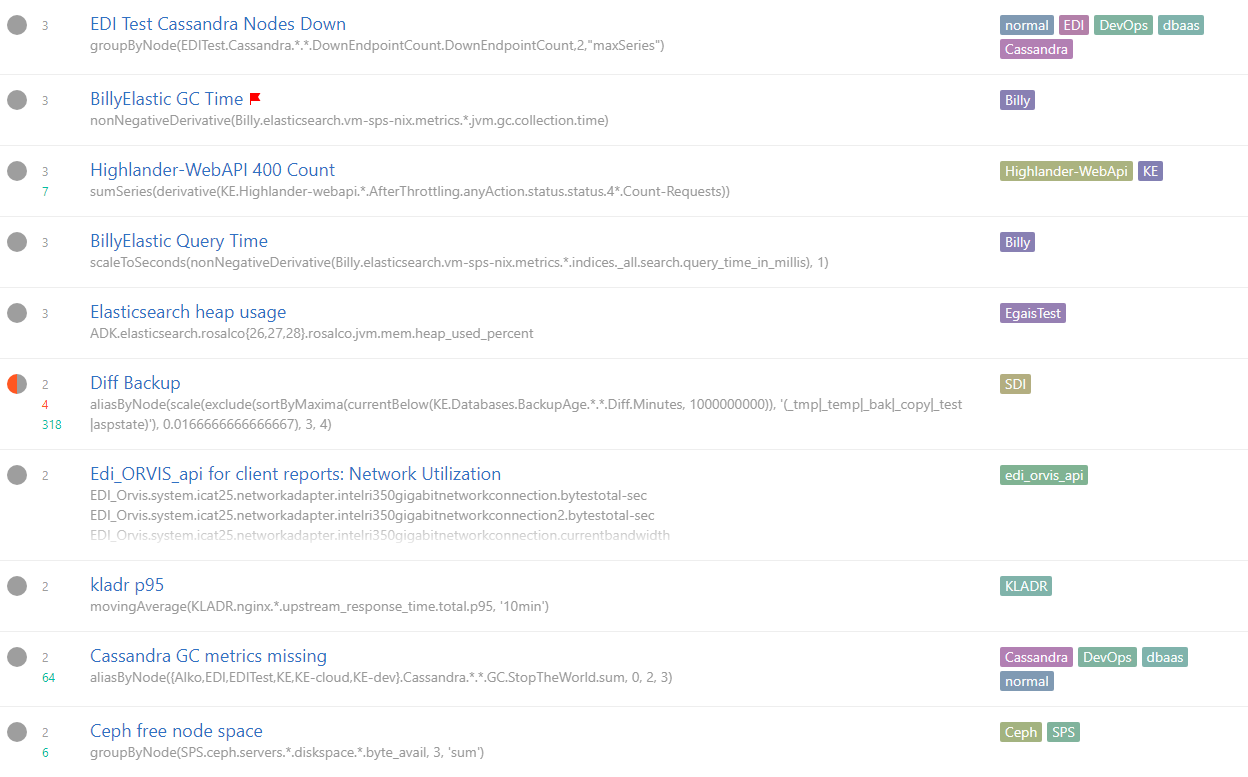 3 EDI Test Cassandra Nodes Down normal EDI DevOps dbaas
groupByNode(EDITest.Cassandra.*.*.DownEndpointCount.DownEndpointCount,2,"maxSeries") Cassandra
3 BillyElastic GC Time Billy
nonNegativeDerivative(Billy.elasticsearch.vm-sps-nix.metrics.*.jvm.gc.collection.time)
3 Highlander-WebAPI 400 Count Highlander-WebApi KE
7 sumSeries(derivative(KE.Highlander-webapi.*.AfterThrottling.anyAction.status.status.4*.Count-Requests))
3 BillyElastic Query Time Billy
scaleToSeconds(nonNegativeDerivative(Billy.elasticsearch.vm-sps-nix.metrics.*.indices._all.search.query_time_in_millis), 1)
3 Elasticsearch heap usage EgaisTest
ADK.elasticsearch.rosalco{26,27,28}.rosalco.jvm.mem.heap_used_percent
2 Diff Backup SDI
4 aliasByNode(scale(exclude(sortByMaxima(currentBelow(KE.Databases.BackupAge.*.*.Diff.Minutes, 1000000000)), '(_tmp|_temp|_bak|_copy|_test
318 |aspstate)'), 0.0166666666666667), 3, 4)
2 Edi_ORVIS_api for client reports: Network Utilization edi_orvis_api
EDI_Orvis.system.icat25.networkadapter.intelri350gigabitnetworkconnection.bytestotal-sec
EDI_Orvis.system.icat25.networkadapter.intelri350gigabitnetworkconnection2.bytestotal-sec
EDI_Orvis.system.icat25.networkadapter.intelri350gigabitnetworkconnection.currentbandwidth
2 kladr p95 KLADR
movingAverage(KLADR.nginx.*.upstream_response_time.total.p95, '10min')
2 Cassandra GC metrics missing Cassandra DevOps dbaas
64 aliasByNode({Alko,EDI,EDITest,KE,KE-cloud,KE-dev}.Cassandra.*.*.GC.StopTheWorld.sum, 0, 2, 3) normal
2 Ceph free node space Ceph SPS
6 groupByNode(SPS.ceph.servers.*.diskspace.*.byte_avail, 3, 'sum')